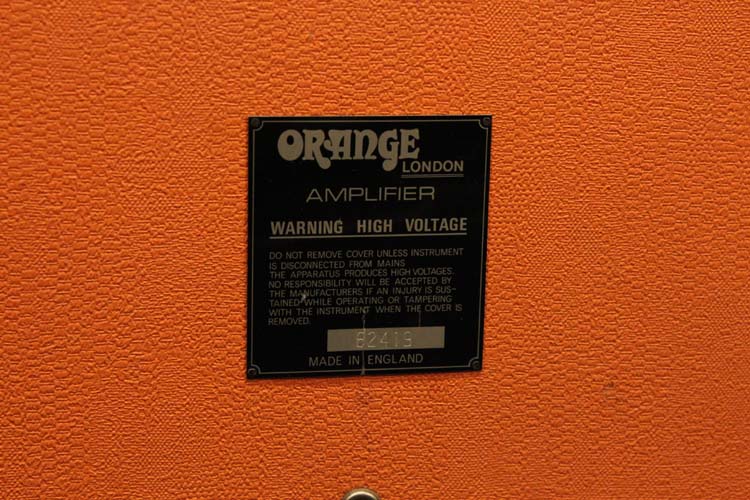 ORANGE
LONDON
AMPLIFIER
WARNING HIGH VOLTAGE
DO NOT REMOVE COVER UNLESS INSTRUMENT
IS DISCONNECTED FROM MAINS
THE APPARATUS PRODUCES HIGH VOLTAGES.
NO RESPONSIBILITY WILL BE ACCEPTED BY
THE MANUFACTURERS IF AN INJURY IS SUS-
TAINED WHILE OPERATING OR TAMPERING
WITH THE INSTRUMENT WHEN THE COVER IS
REMOVED.
82419
MADE IN ENGLAND